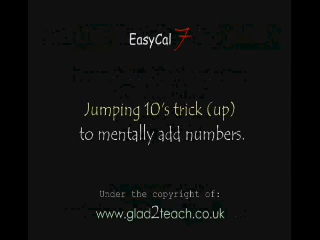 EasyCal 7
Jumping 10's trick (up)
to mentally add numbers.
Under the copyright of:
www.glad2teach.co.uk